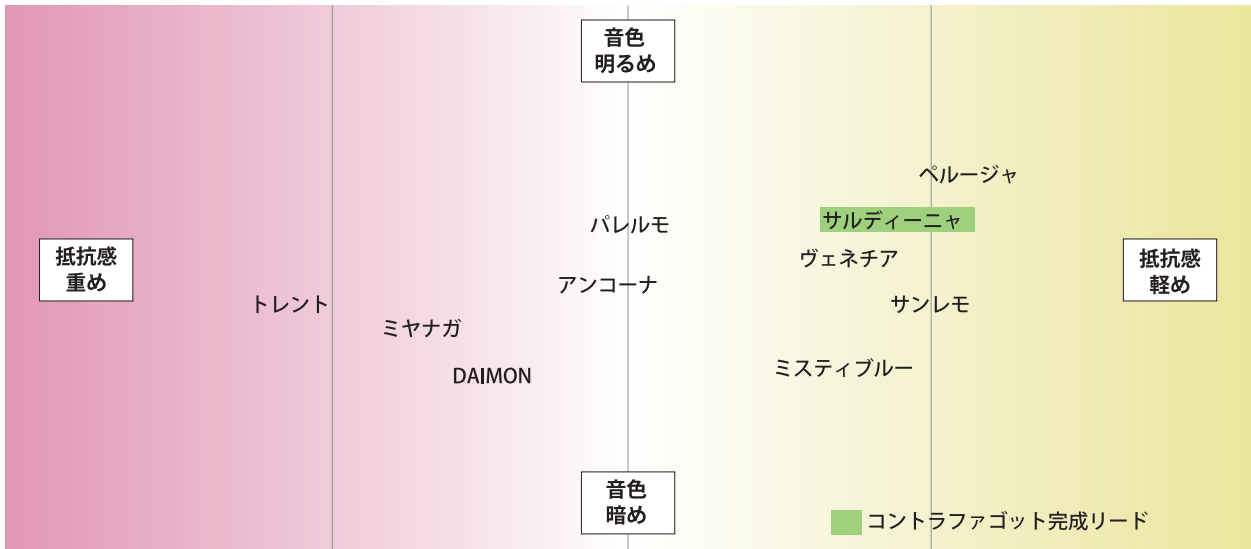 音色
明るめ
ペルージャ
サルディーニャ
パレルモ
ヴェネチア
抵抗感
重め
抵抗感
軽め
アンコーナ
トレント
サンレモ
ミヤナガ
ミスティブルー
DAIMON
音色
暗め
コントラファゴット完成リード